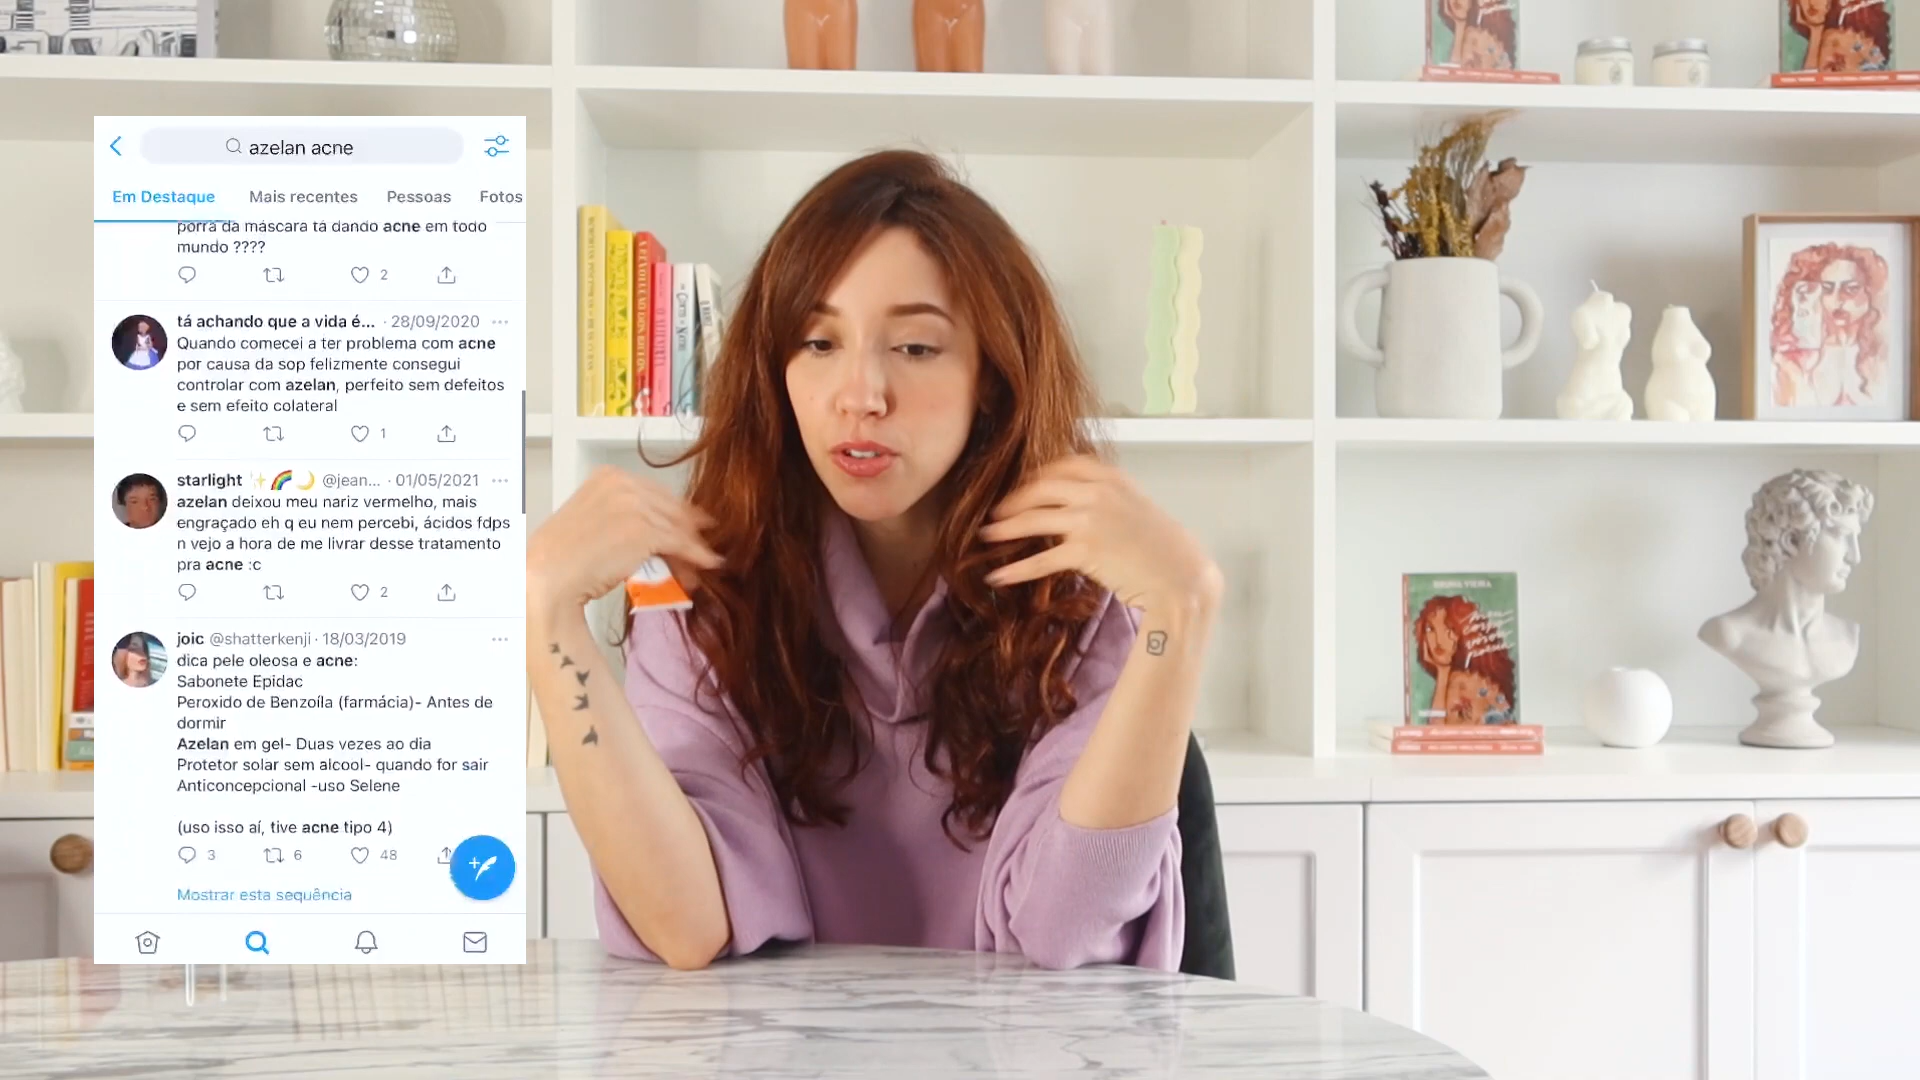 azelan acne
Em Destaque
Mais recentes
Pessoas
Fotos
porra da máscara tá dando acne em todo
mundo ????
2
tá achando que a vida é... · 28/09/2020
Quando comecei a ter problema com acne
por causa da sop felizmente consegui
controlar com azelan, perfeito sem defeitos
e sem efeito colateral
1
starlight ✨🌈🌙 @jean... · 01/05/2021
azelan deixou meu nariz vermelho, mais
engraçado eh q eu nem percebi, ácidos fdps
n vejo a hora de me livrar desse tratamento
pra acne :c
2
joic @shatterkenji · 18/03/2019
dica pele oleosa e acne:
Sabonete Epidac
Peroxido de Benzoíla (farmácia)- Antes de
dormir
Azelan em gel- Duas vezes ao dia
Protetor solar sem alcool- quando for sair
Anticoncepcional -uso Selene
(uso isso aí, tive acne tipo 4)
3
6
48
Mostrar esta sequência
BRUNA VIEIRA